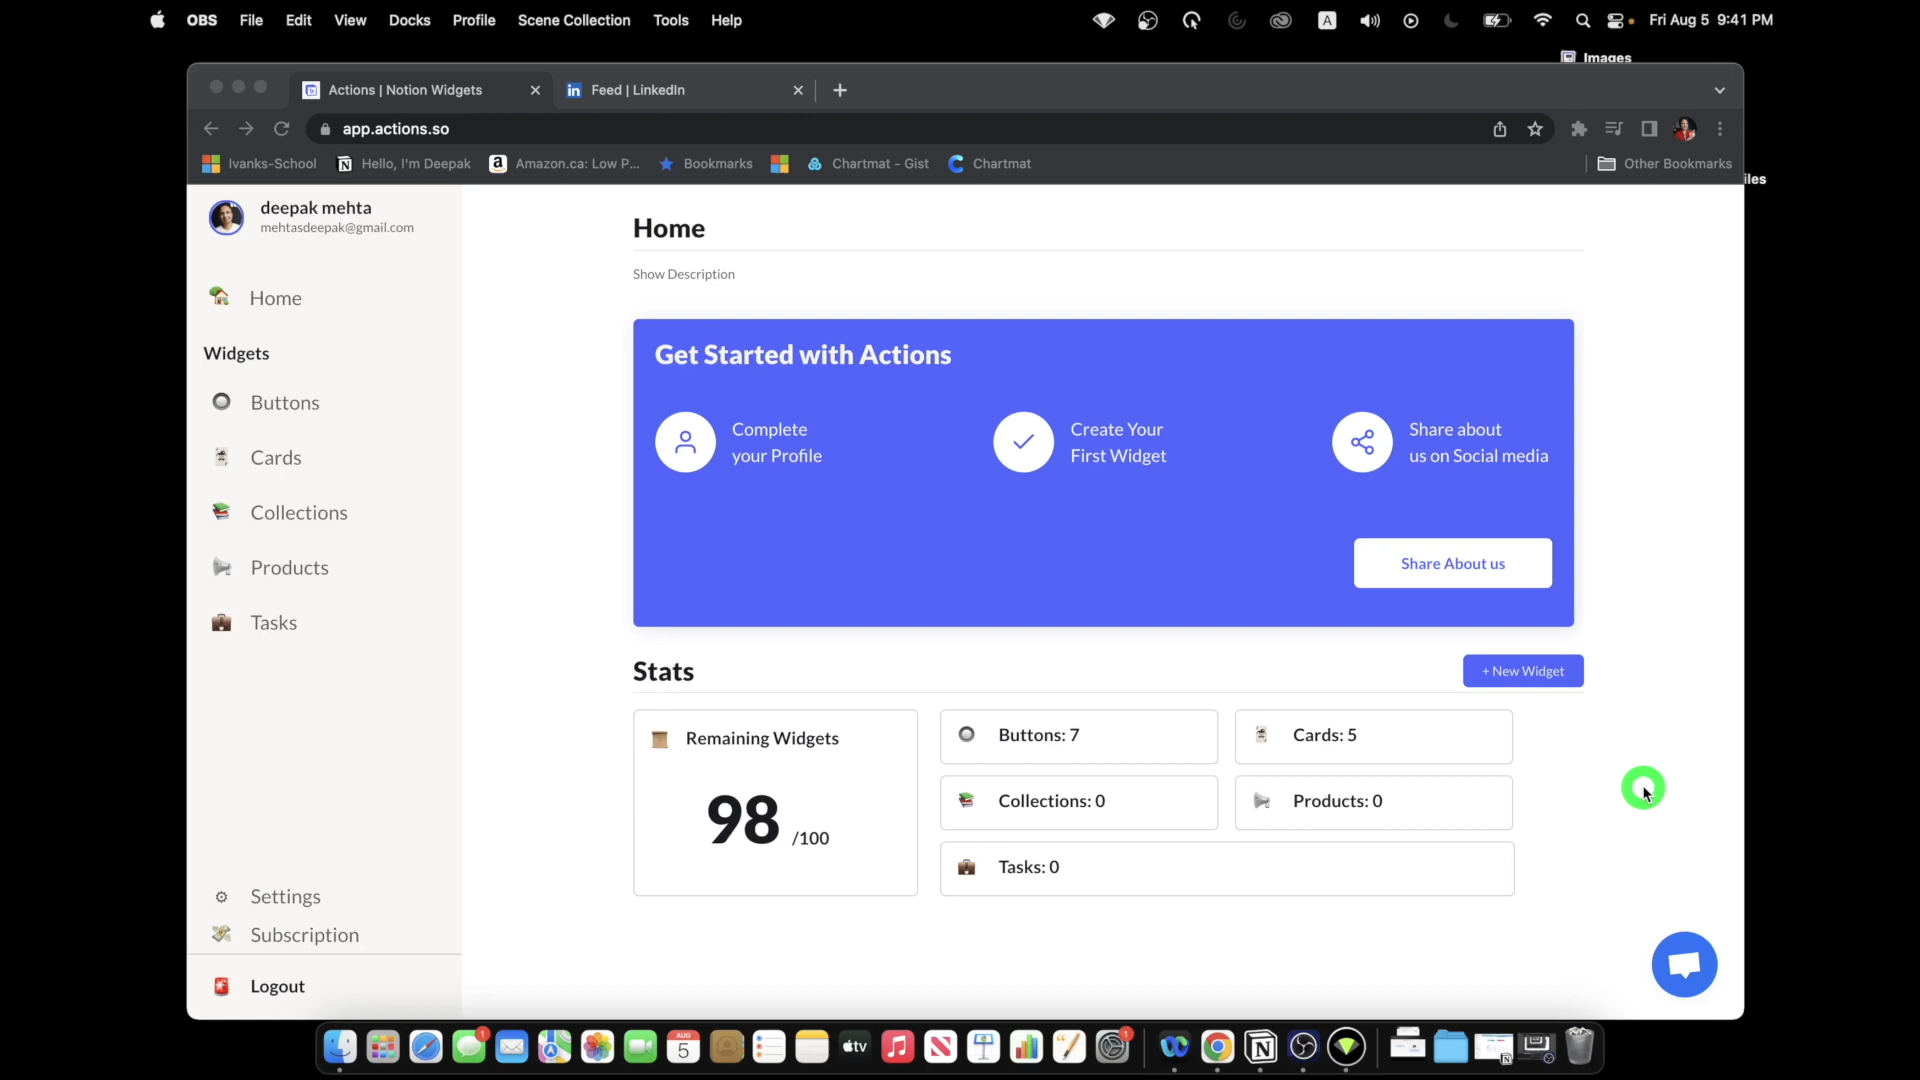 OBS File Edit View Docks Profile Scene Collection Tools Help A Fri Aug 5 9:41 PM
Images
Actions | Notion Widgets Feed | LinkedIn
app.actions.so
Ivanks-School Hello, I'm Deepak Amazon.ca: Low P... Bookmarks Chartmat - Gist Chartmat Other Bookmarks
iles
deepak mehta
mehtasdeepak@gmail.com
Home
Widgets
Buttons
Cards
Collections
Products
Tasks
Settings
Subscription
Logout
Home
Show Description
Get Started with Actions
Complete
your Profile
Create Your
First Widget
Share about
us on Social media
Share About us
Stats
+ New Widget
Remaining Widgets
98 /100
Buttons: 7
Cards: 5
Collections: 0
Products: 0
Tasks: 0
1
AUG
5
tv
1